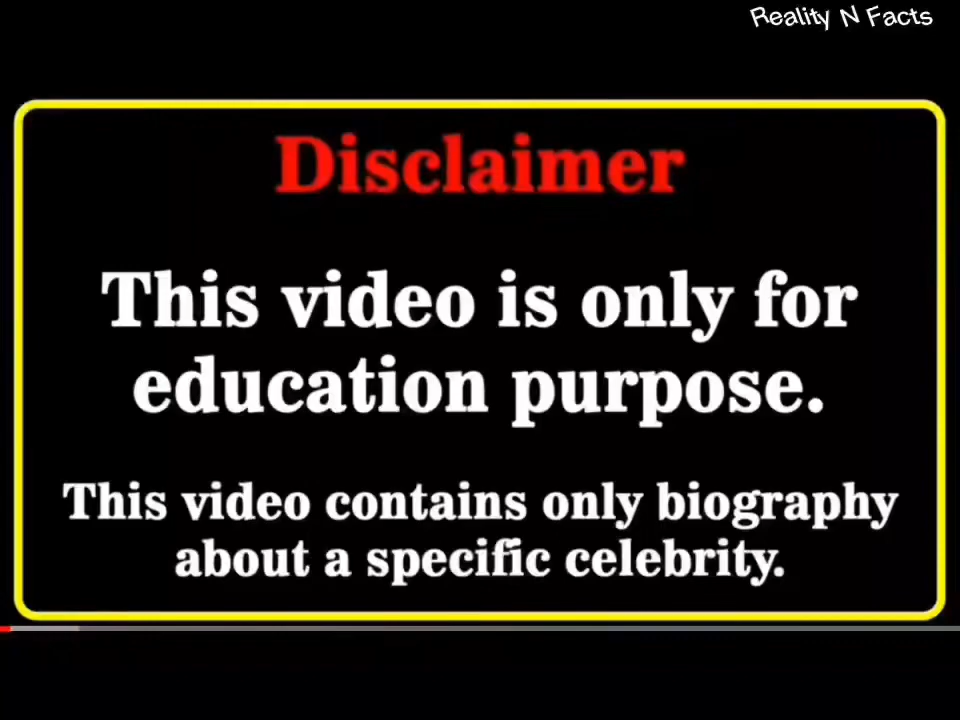 Reality N Facts
Disclaimer
This video is only for
education purpose.
This video contains only biography
about a specific celebrity.